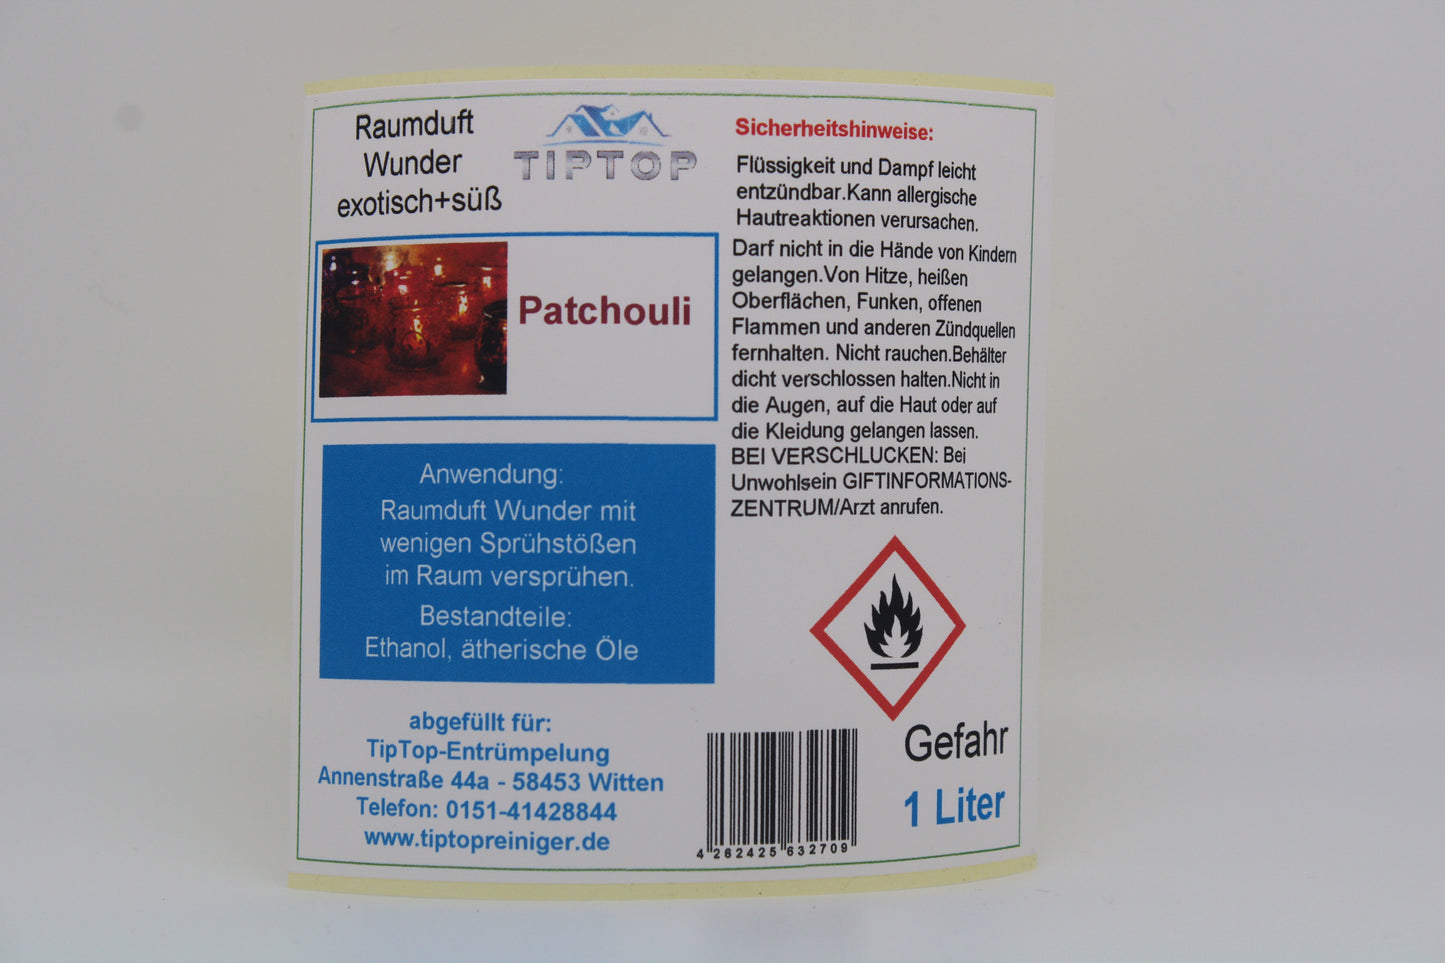 Raumduft
Wunder
exotisch+süß
TIPTOP
Patchouli
Anwendung:
Raumduft Wunder mit
wenigen Sprühstößen
im Raum versprühen.
Bestandteile:
Ethanol, ätherische Öle
abgefüllt für:
TipTop-Entrümpelung
Annenstraße 44a - 58453 Witten
Telefon: 0151-41428844
www.tiptopreiniger.de
Sicherheitshinweise:
Flüssigkeit und Dampf leicht
entzündbar.Kann allergische
Hautreaktionen verursachen.
Darf nicht in die Hände von Kindern
gelangen.Von Hitze, heißen
Oberflächen, Funken, offenen
Flammen und anderen Zündquellen
fernhalten. Nicht rauchen.Behälter
dicht verschlossen halten.Nicht in
die Augen, auf die Haut oder auf
die Kleidung gelangen lassen.
BEI VERSCHLUCKEN: Bei
Unwohlsein GIFTINFORMATIONS-
ZENTRUM/Arzt anrufen.
Gefahr
1 Liter
4 262425 632709